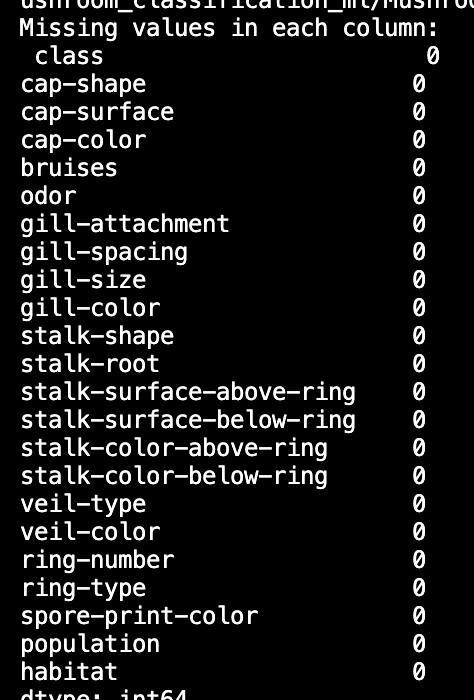 ushroom_classification_ml/Mushroo
Missing values in each column:
 class                       0
cap-shape                   0
cap-surface                 0
cap-color                   0
bruises                     0
odor                        0
gill-attachment             0
gill-spacing                0
gill-size                   0
gill-color                  0
stalk-shape                 0
stalk-root                  0
stalk-surface-above-ring    0
stalk-surface-below-ring    0
stalk-color-above-ring      0
stalk-color-below-ring      0
veil-type                   0
veil-color                  0
ring-number                 0
ring-type                   0
spore-print-color           0
population                  0
habitat                     0
dtype: int64